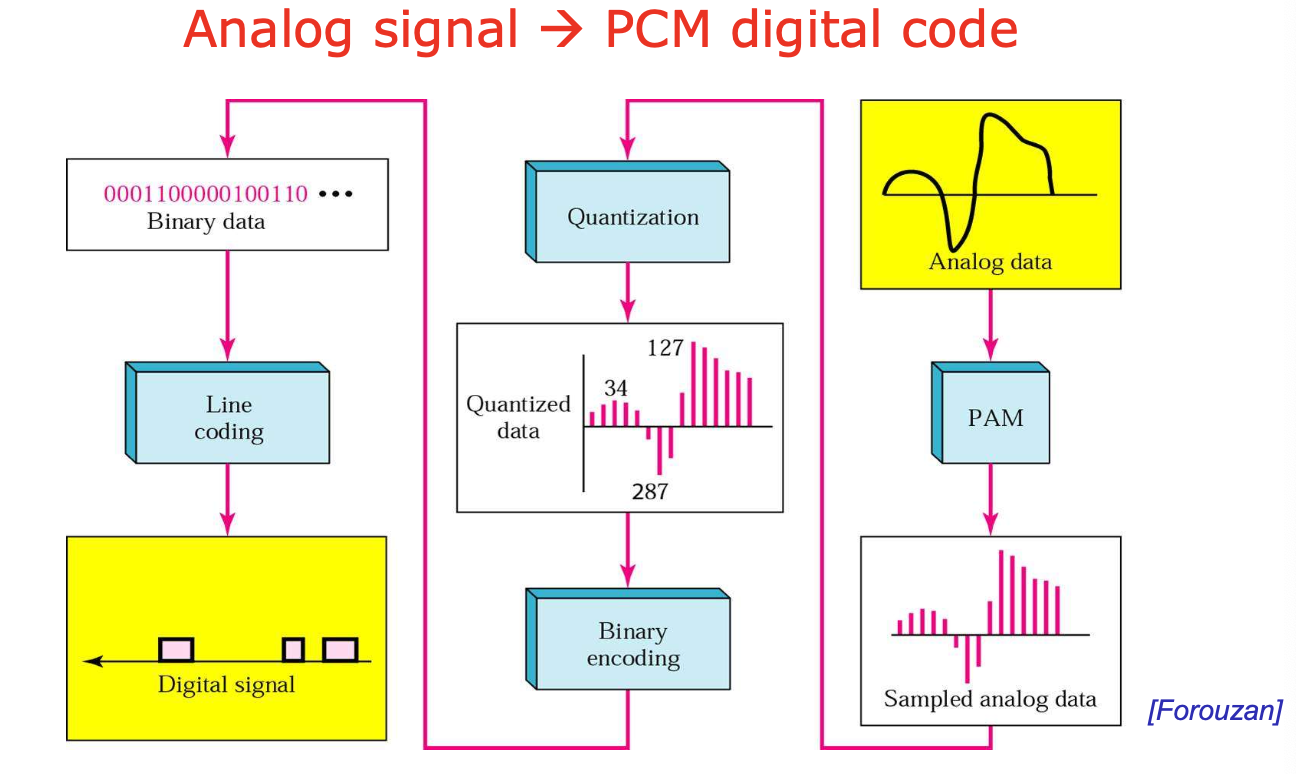 Analog signal → PCM digital code
0001100000100110 •••
Binary data
Line
coding
Digital signal
Quantization
127
34
Quantized
data
287
Binary
encoding
Analog data
PAM
Sampled analog data
[Forouzan]